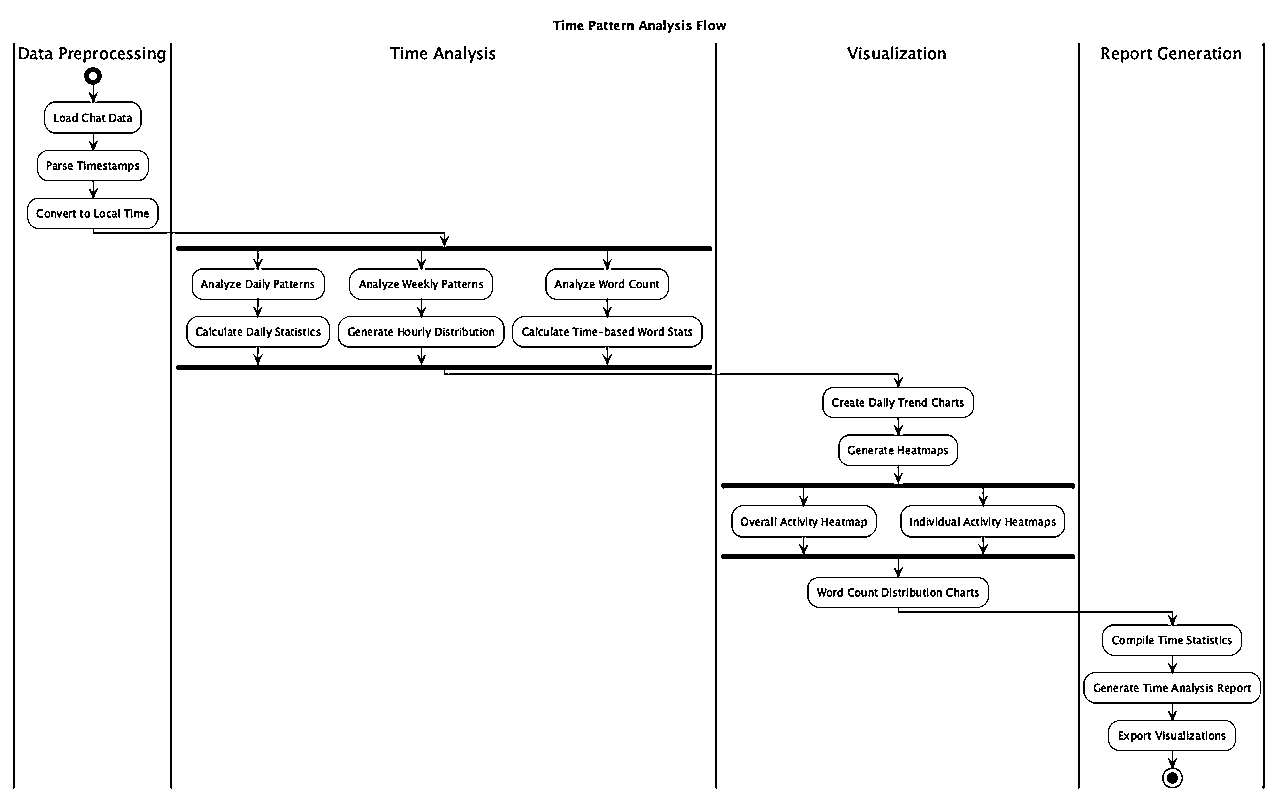 Time Pattern Analysis Flow
Data Preprocessing
Time Analysis
Visualization
Report Generation
Load Chat Data
Parse Timestamps
Convert to Local Time
Analyze Daily Patterns
Analyze Weekly Patterns
Analyze Word Count
Calculate Daily Statistics
Generate Hourly Distribution
Calculate Time-based Word Stats
Create Daily Trend Charts
Generate Heatmaps
Overall Activity Heatmap
Individual Activity Heatmaps
Word Count Distribution Charts
Compile Time Statistics
Generate Time Analysis Report
Export Visualizations